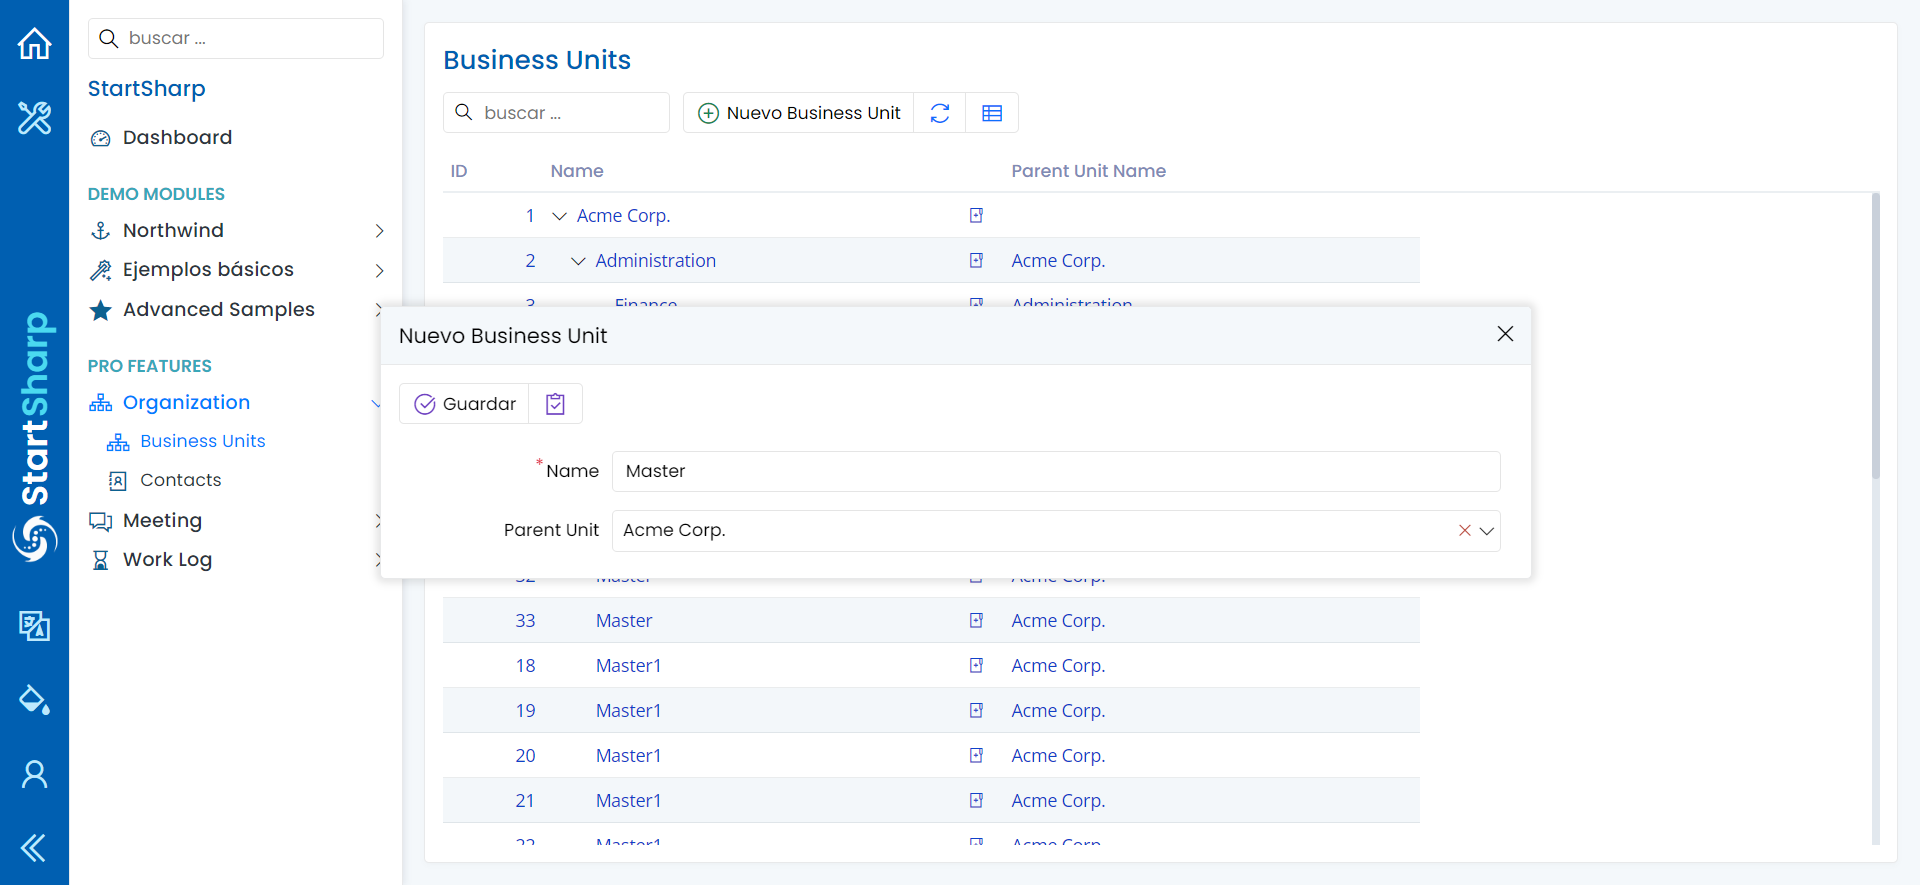 StartSharp
buscar ...
StartSharp
Dashboard
DEMO MODULES
Northwind
Ejemplos básicos
Advanced Samples
PRO FEATURES
Organization
Business Units
Contacts
Meeting
Work Log
Business Units
buscar ...
Nuevo Business Unit
ID Name Parent Unit Name
1 Acme Corp.
2 Administration Acme Corp.
3 Finance Administration
Nuevo Business Unit
Guardar
* Name Master
Parent Unit Acme Corp.
32 Master Acme Corp.
33 Master Acme Corp.
18 Master1 Acme Corp.
19 Master1 Acme Corp.
20 Master1 Acme Corp.
21 Master1 Acme Corp.
22 Master1 Acme Corp.